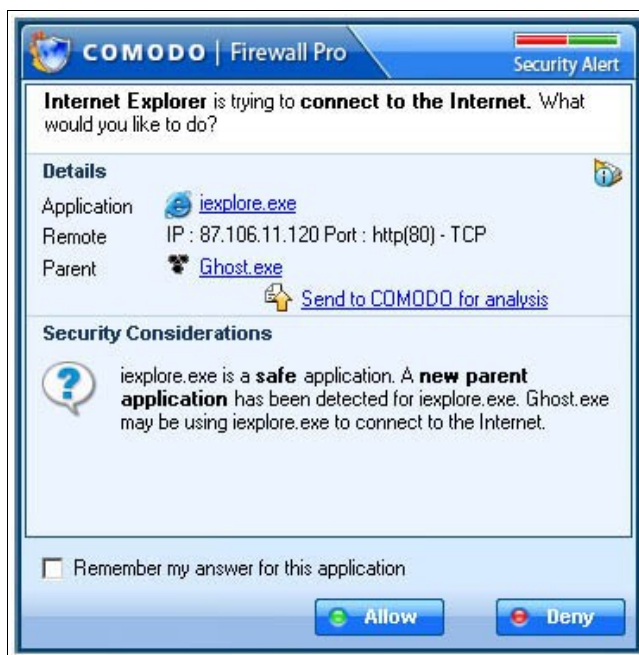 COMODO | Firewall Pro
Security Alert
Internet Explorer is trying to connect to the Internet. What
would you like to do?
Details
Application iexplore.exe
Remote IP : 87.106.11.120 Port : http(80) - TCP
Parent Ghost.exe
Send to COMODO for analysis
Security Considerations
iexplore.exe is a safe application. A new parent
application has been detected for iexplore.exe. Ghost.exe
may be using iexplore.exe to connect to the Internet.
Remember my answer for this application
Allow
Deny